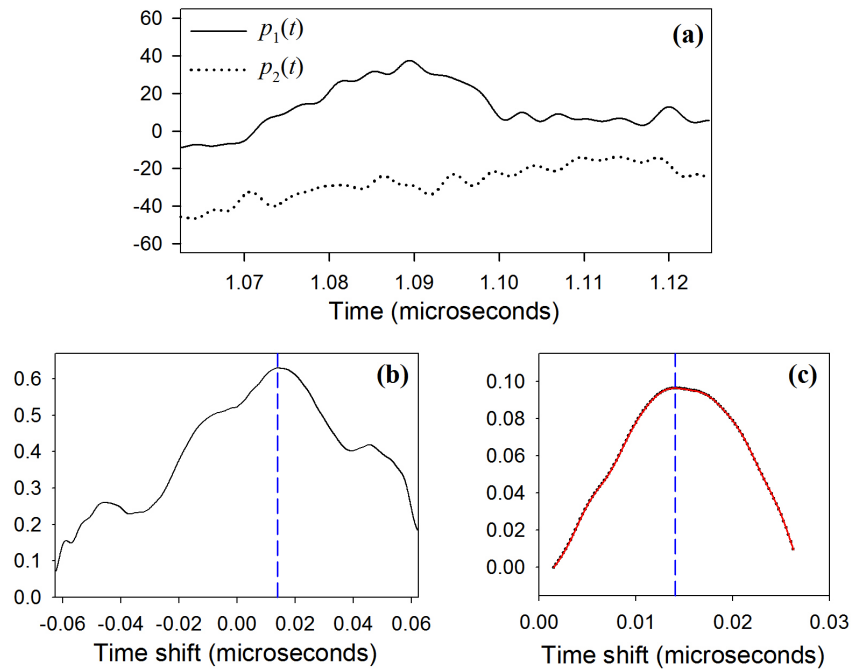 60
(a)
p₁(t)
40
p₂(t)
20
0
-20
-40
-60
1.07 1.08 1.09 1.10 1.11 1.12
Time (microseconds)
(b)
0.6
0.5
0.4
0.3
0.2
0.1
0.0
-0.06 -0.04 -0.02 0.00 0.02 0.04 0.06
Time shift (microseconds)
(c)
0.10
0.08
0.06
0.04
0.02
0.00
0.00 0.01 0.02 0.03
Time shift (microseconds)